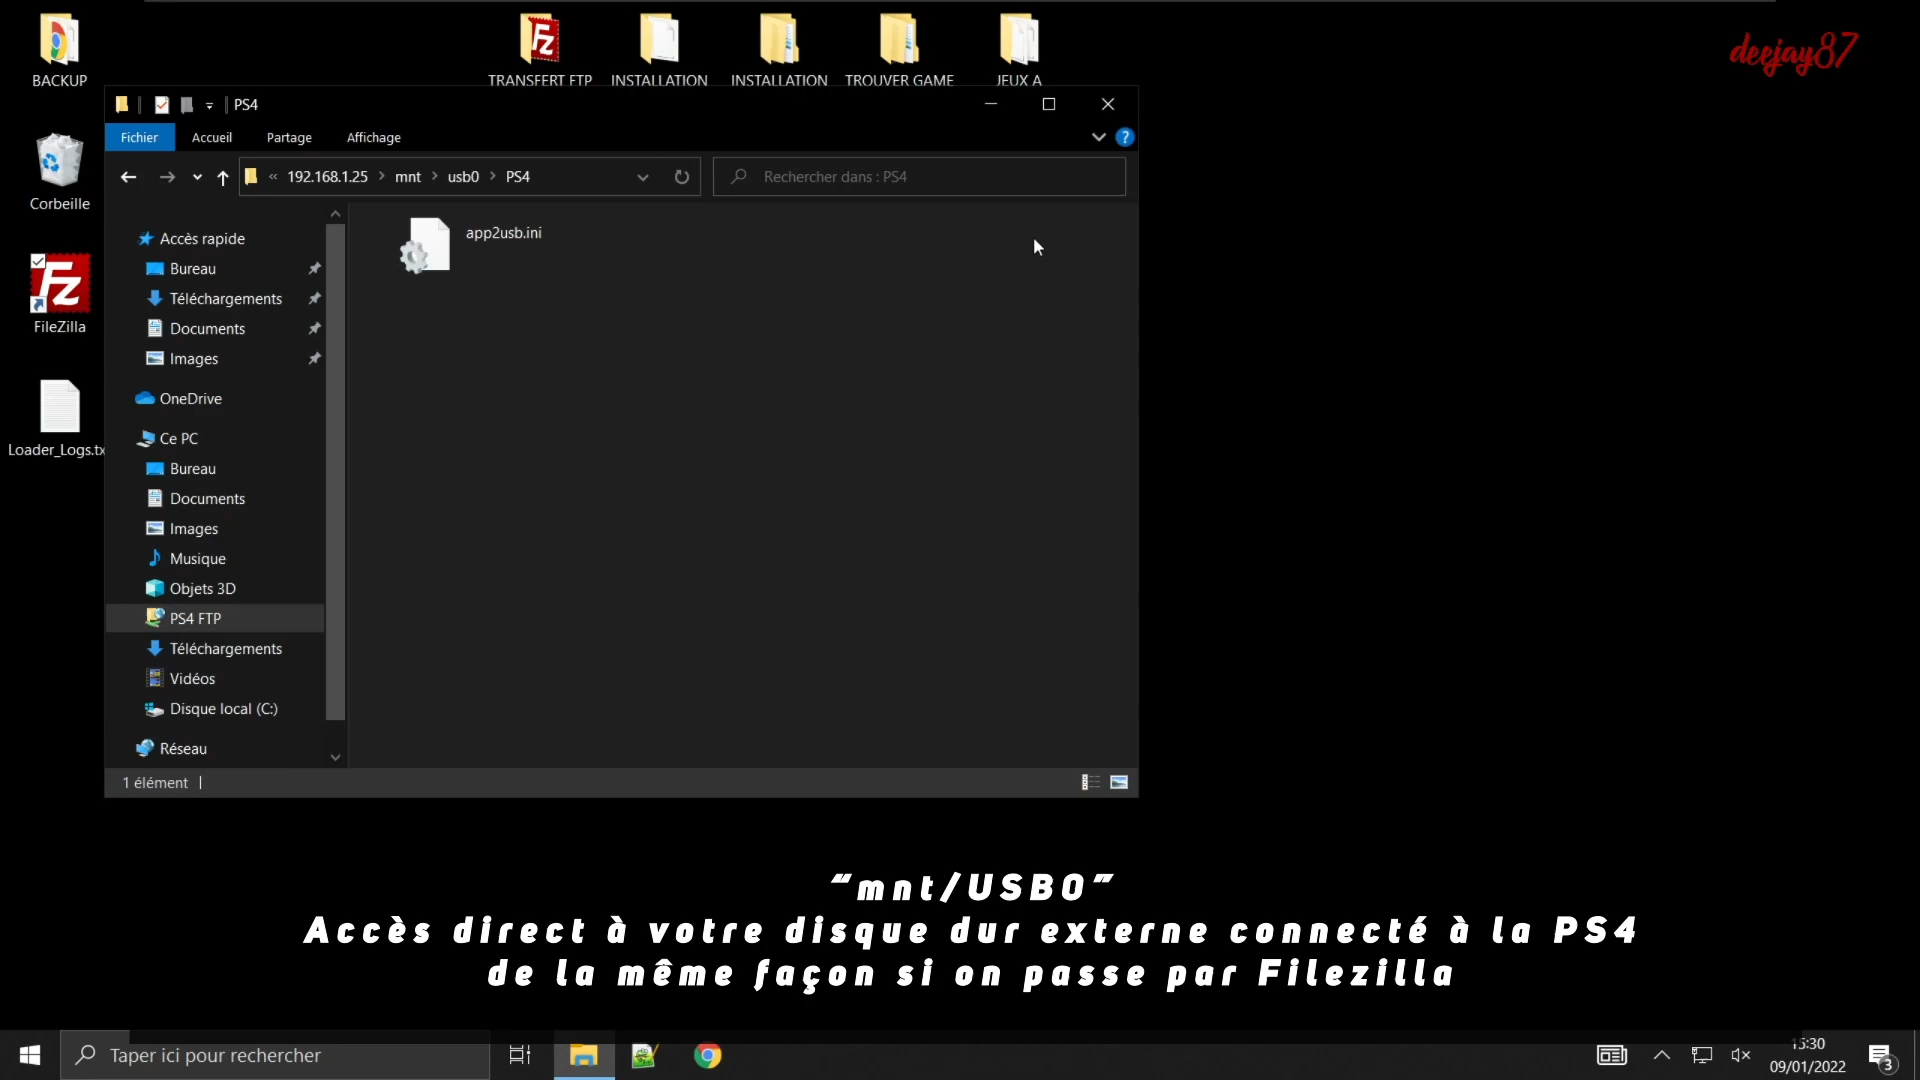 deejay87
BACKUP
TRANSFERT FTP
INSTALLATION
INSTALLATION
TROUVER GAME
JEUX A
PS4
Fichier
Accueil
Partage
Affichage
?
« 192.168.1.25 > mnt > usb0 > PS4
Rechercher dans : PS4
Corbeille
FileZilla
Loader_Logs.tx
Accès rapide
Bureau
Téléchargements
Documents
Images
OneDrive
Ce PC
Bureau
Documents
Images
Musique
Objets 3D
PS4 FTP
Téléchargements
Vidéos
Disque local (C:)
Réseau
app2usb.ini
1 élément
"mnt/USB0"
Accès direct à votre disque dur externe connecté à la PS4
de la même façon si on passe par Filezilla
Taper ici pour rechercher
15:30
09/01/2022
3